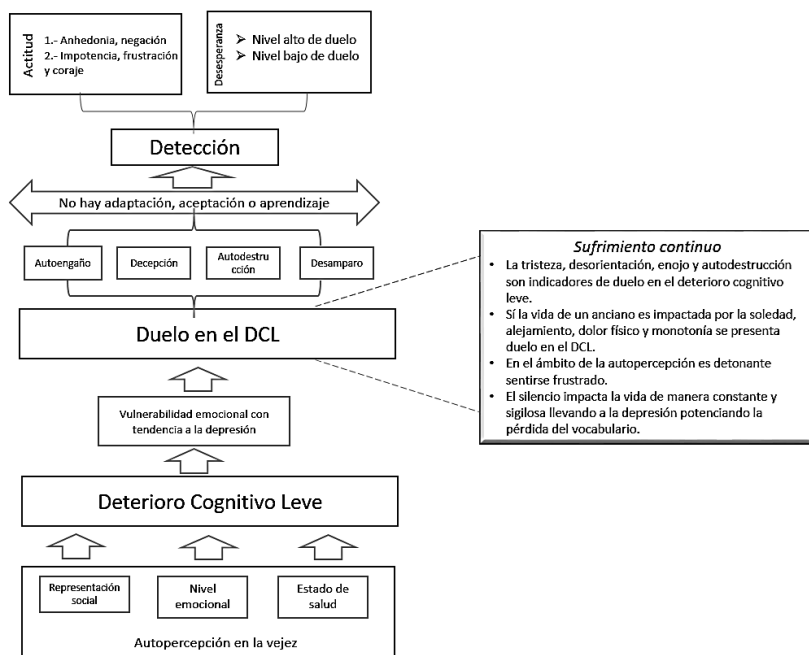 Actitud
1.- Anhedonia, negación
2.- Impotencia, frustración
y coraje
Desesperanza
➢ Nivel alto de duelo
➢ Nivel bajo de duelo
Detección
No hay adaptación, aceptación o aprendizaje
Autoengaño
Decepción
Autodestru
cción
Desamparo
Duelo en el DCL
Sufrimiento continuo
• La tristeza, desorientación, enojo y autodestrucción
son indicadores de duelo en el deterioro cognitivo
leve.
• Sí la vida de un anciano es impactada por la soledad,
alejamiento, dolor físico y monotonía se presenta
duelo en el DCL.
• En el ámbito de la autopercepción es detonante
sentirse frustrado.
• El silencio impacta la vida de manera constante y
sigilosa llevando a la depresión potenciando la
pérdida del vocabulario.
Vulnerabilidad emocional con
tendencia a la depresión
Deterioro Cognitivo Leve
Representación
social
Nivel
emocional
Estado de
salud
Autopercepción en la vejez